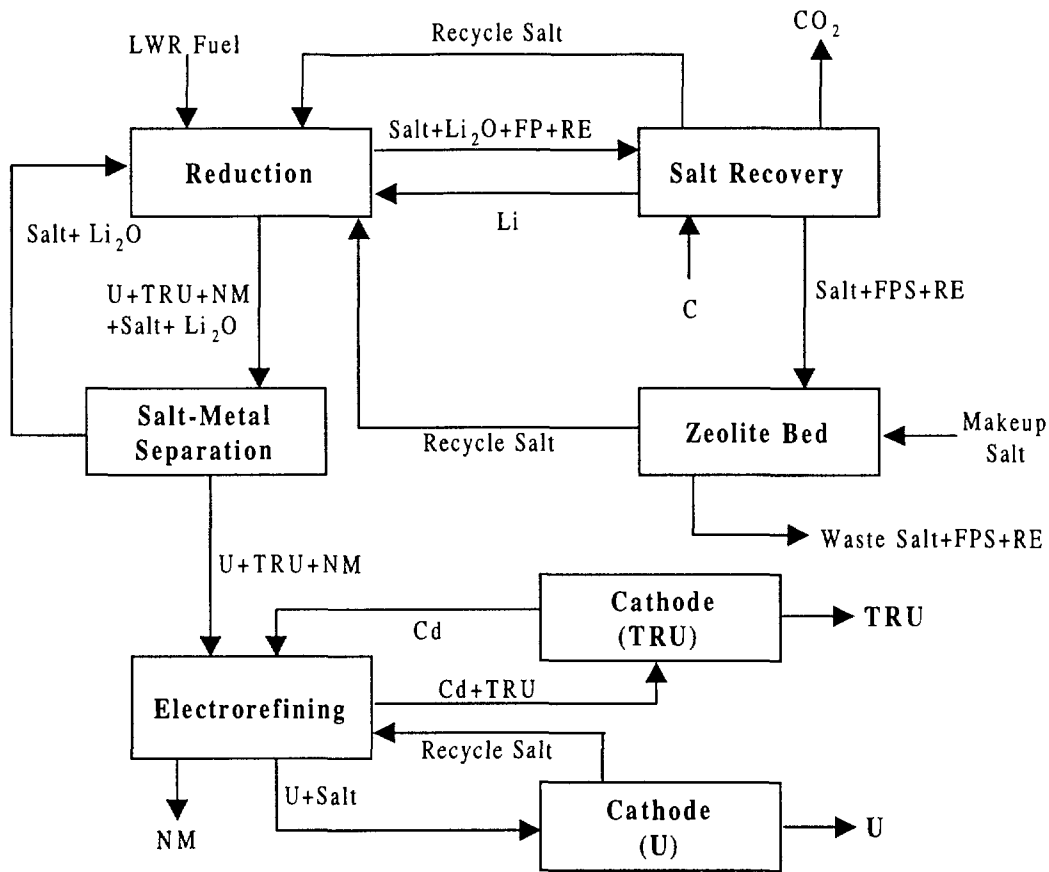 CO₂
LWR Fuel
Recycle Salt
Salt+Li₂O+FP+RE
Reduction
Salt Recovery
Li
Salt+ Li₂O
U+TRU+NM
+Salt+ Li₂O
C
Salt+FPS+RE
Salt-Metal
Separation
Recycle Salt
Zeolite Bed
Makeup
Salt
Waste Salt+FPS+RE
U+TRU+NM
Cd
Cathode
(TRU)
TRU
Electrorefining
Cd+TRU
Recycle Salt
U+Salt
NM
Cathode
(U)
U